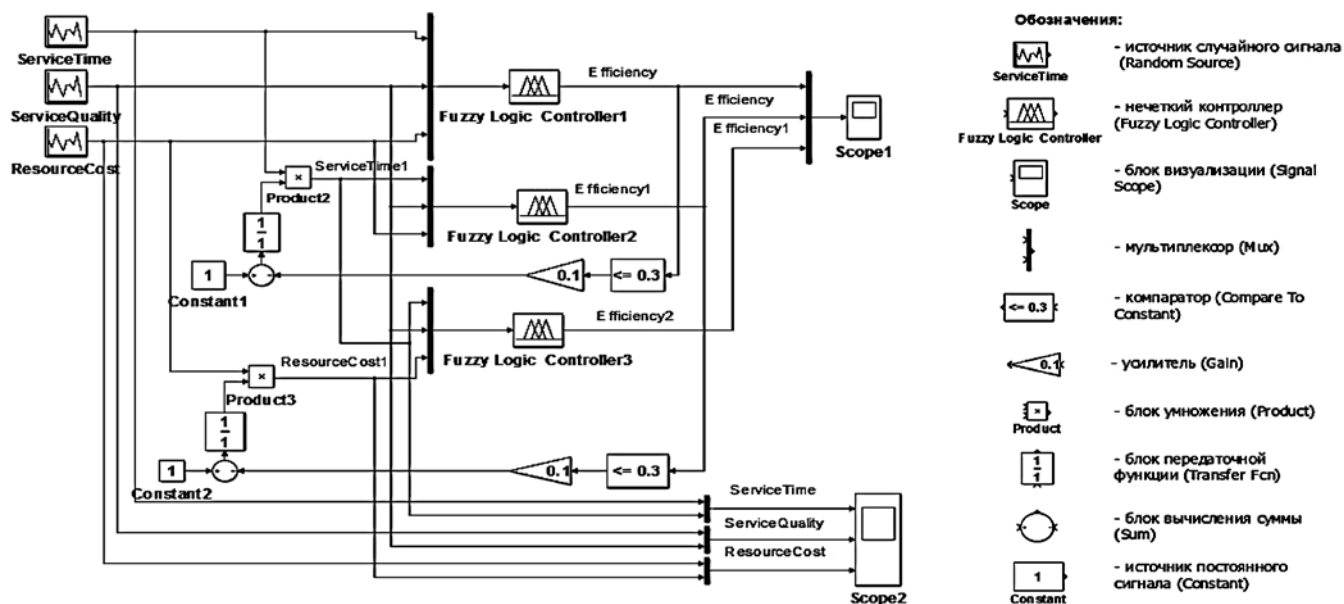 ServiceTime
ServiceQuality
ResourceCost
Efficiency
Fuzzy Logic Controller1
Efficiency
Efficiency1
Scope1
ServiceTime1
×
Product2
Efficiency1
Fuzzy Logic Controller2
1
1
1
Constant1
0.1
<= 0.3
Efficiency2
Fuzzy Logic Controller3
ResourceCost1
×
Product3
1
1
1
Constant2
0.1
<= 0.3
ServiceTime
ServiceQuality
ResourceCost
Scope2
Обозначения:
ServiceTime
- источник случайного сигнала
(Random Source)
Fuzzy Logic Controller
- нечеткий контроллер
(Fuzzy Logic Controller)
Scope
- блок визуализации (Signal
Scope)
- мультиплексор (Mux)
<= 0.3
- компаратор (Compare To
Constant)
0.1
- усилитель (Gain)
×
Product
- блок умножения (Product)
1
1
- блок передаточной
функции (Transfer Fcn)
- блок вычисления суммы
(Sum)
1
Constant
- источник постоянного
сигнала (Constant)